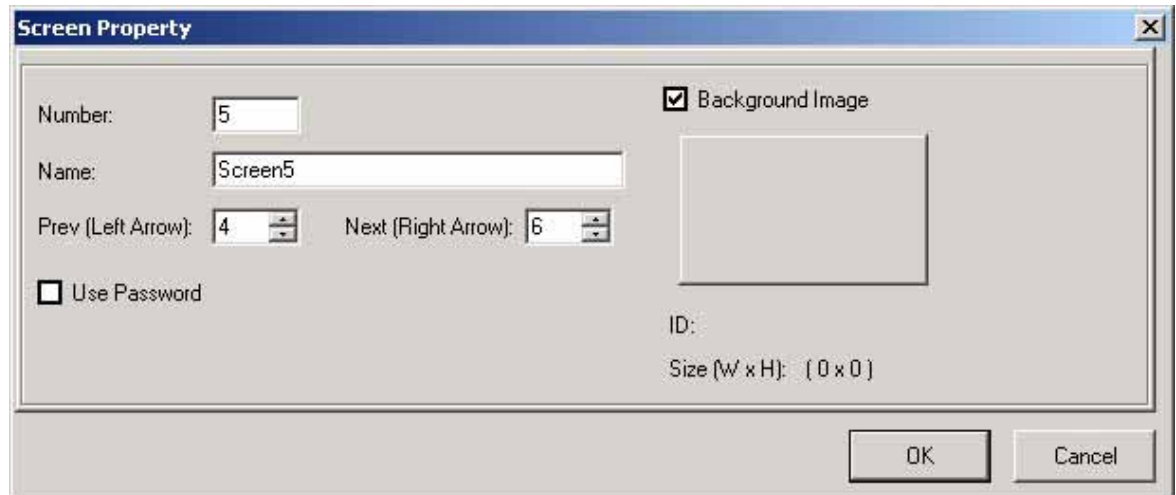 Screen Property
Number: 5
Name: Screen5
Prev (Left Arrow): 4 Next (Right Arrow): 6
Use Password
Background Image
ID:
Size (W x H): ( 0 x 0 )
OK Cancel